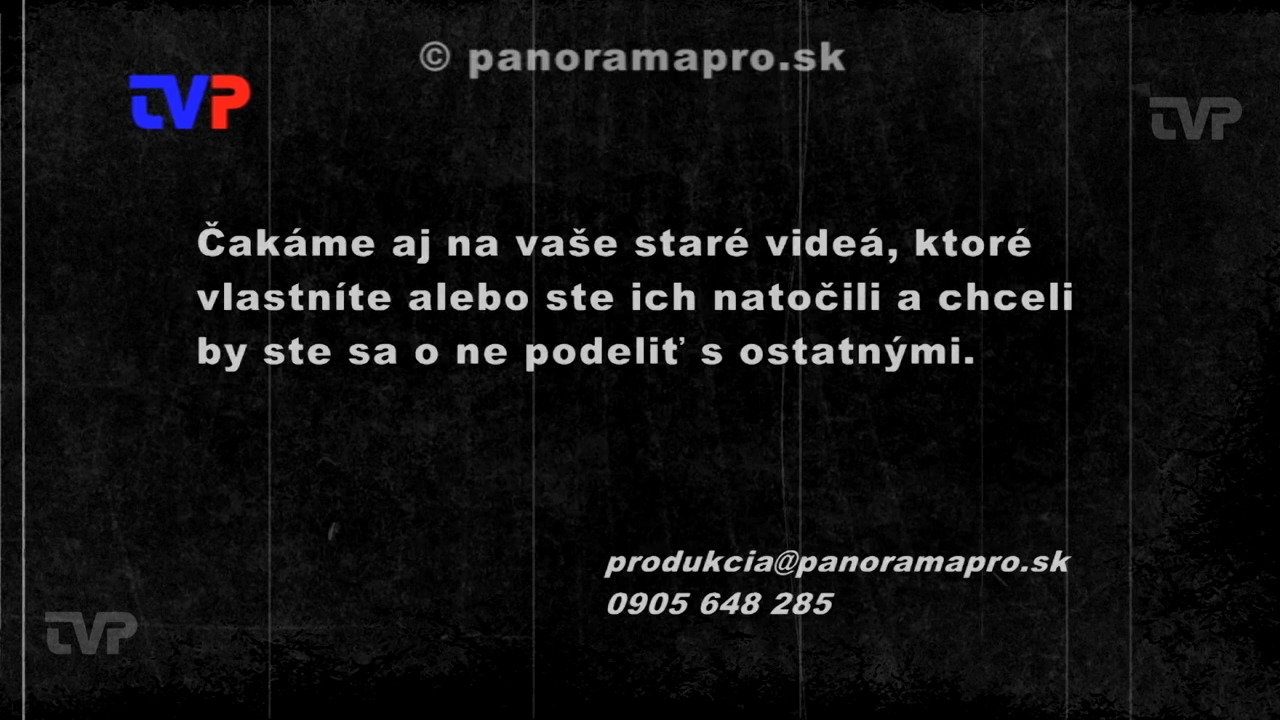 © panoramapro.sk
TVP
TVP
Čakáme aj na vaše staré videá, ktoré
vlastníte alebo ste ich natočili a chceli
by ste sa o ne podeliť s ostatnými.
produkcia@panoramapro.sk
0905 648 285
TVP